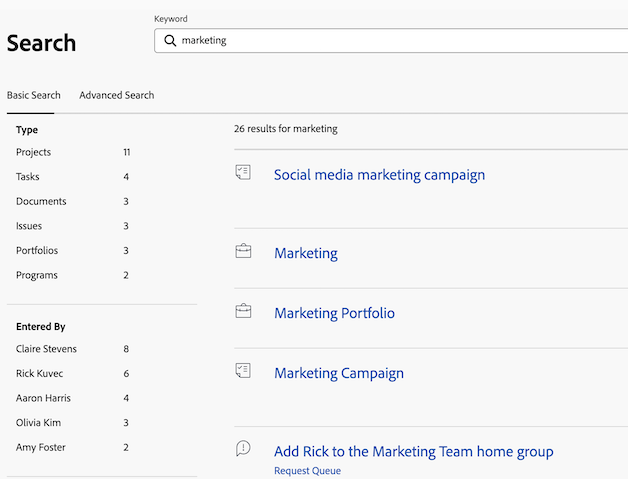 Keyword
Search
marketing
Basic Search Advanced Search
Type
Projects 11
Tasks 4
Documents 3
Issues 3
Portfolios 3
Programs 2
Entered By
Claire Stevens 8
Rick Kuvec 6
Aaron Harris 4
Olivia Kim 3
Amy Foster 2
26 results for marketing
Social media marketing campaign
Marketing
Marketing Portfolio
Marketing Campaign
Add Rick to the Marketing Team home group
Request Queue